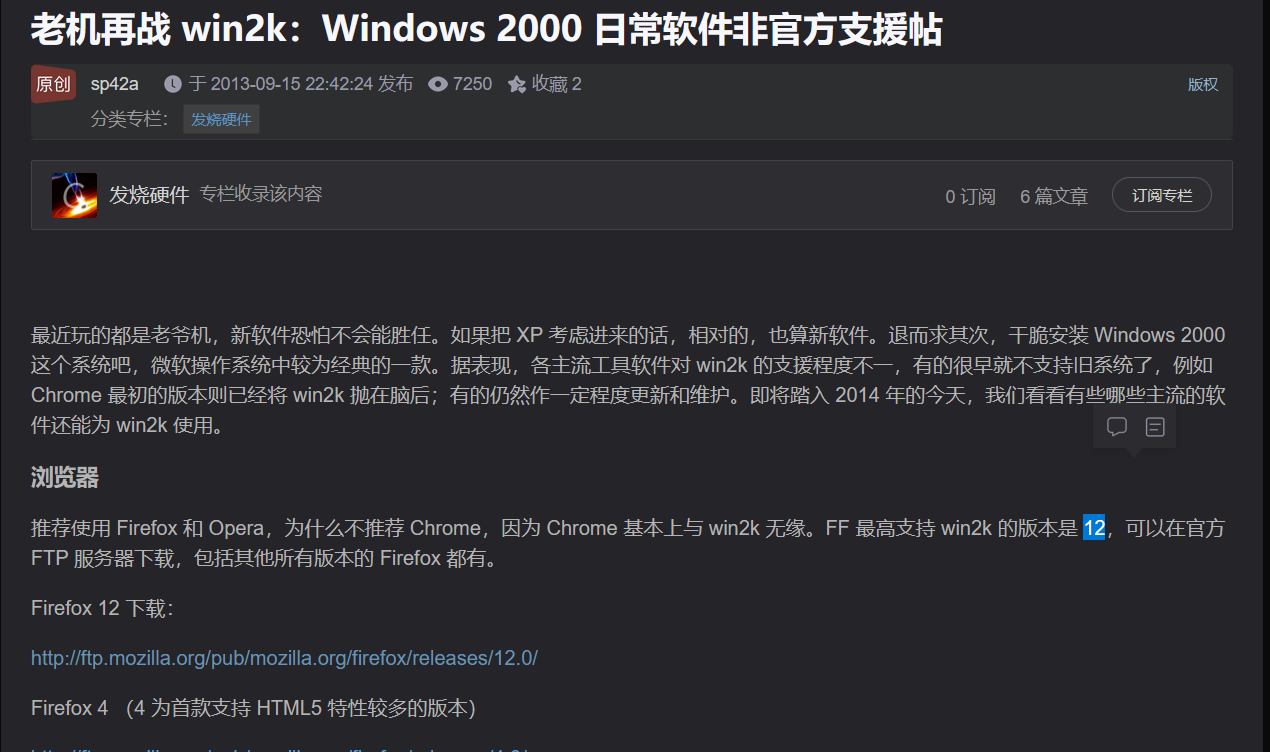 老机再战 win2k：Windows 2000 日常软件非官方支援帖
原创 sp42a 于 2013-09-15 22:42:24 发布 7250 收藏 2 版权
分类专栏： 发烧硬件
发烧硬件 专栏收录该内容 0 订阅 6 篇文章 订阅专栏
最近玩的都是老爷机，新软件恐怕不会能胜任。如果把 XP 考虑进来的话，相对的，也算新软件。退而求其次，干脆安装 Windows 2000
这个系统吧，微软操作系统中较为经典的一款。据表现，各主流工具软件对 win2k 的支援程度不一，有的很早就不支持旧系统了，例如
Chrome 最初的版本则已经将 win2k 抛在脑后；有的仍然作一定程度更新和维护。即将踏入 2014 年的今天，我们看看有些哪些主流的软
件还能为 win2k 使用。
浏览器
推荐使用 Firefox 和 Opera，为什么不推荐 Chrome，因为 Chrome 基本上与 win2k 无缘。FF 最高支持 win2k 的版本是 12，可以在官方
FTP 服务器下载，包括其他所有版本的 Firefox 都有。
Firefox 12 下载：
http://ftp.mozilla.org/pub/mozilla.org/firefox/releases/12.0/
Firefox 4 （4 为首款支持 HTML5 特性较多的版本）